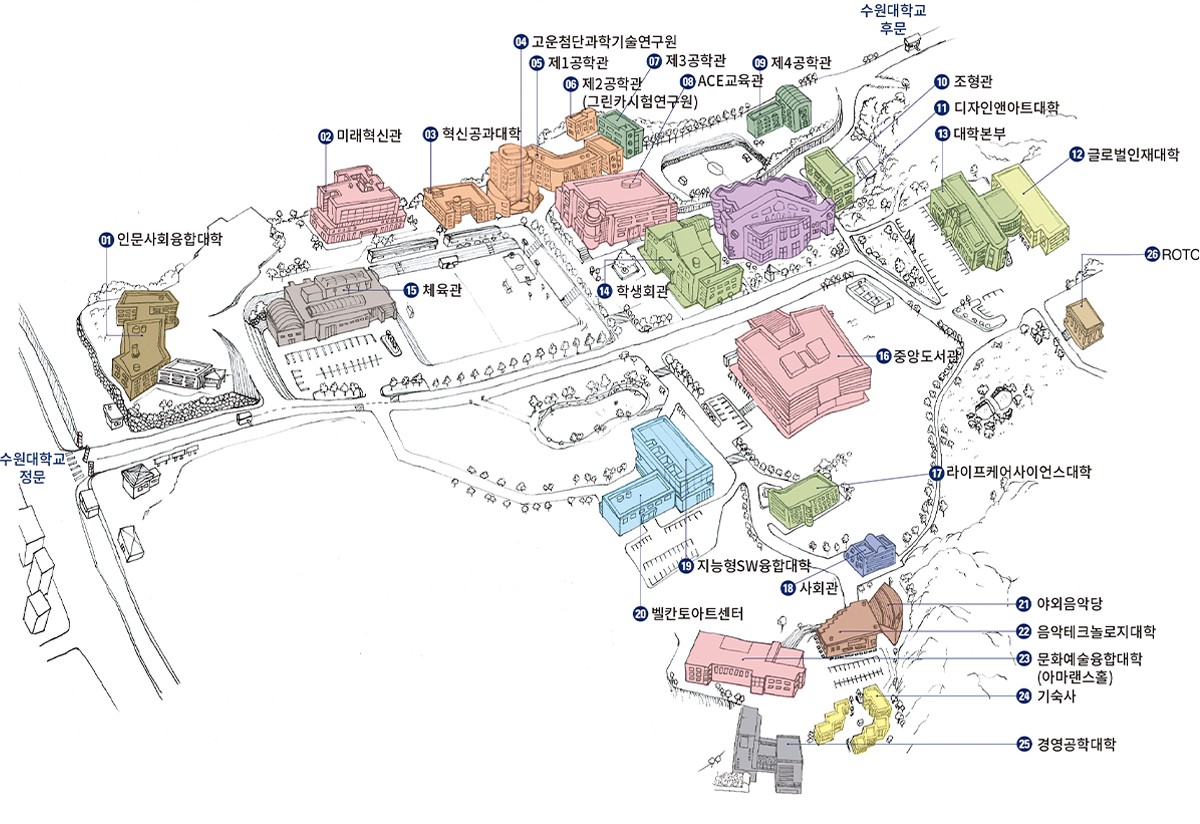 수원대학교
후문
04 고운첨단과학기술연구원
05 제1공학관
07 제3공학관
09 제4공학관
06 제2공학관
(그린카시험연구원)
08 ACE교육관
10 조형관
11 디자인앤아트대학
02 미래혁신관
03 혁신공과대학
13 대학본부
12 글로벌인재대학
01 인문사회융합대학
26 ROTC
15 체육관
14 학생회관
16 중앙도서관
수원대학교
정문
17 라이프케어사이언스대학
19 지능형SW융합대학
18 사회관
20 벨칸토아트센터
21 야외음악당
22 음악테크놀로지대학
23 문화예술융합대학
(아마랜스홀)
24 기숙사
25 경영공학대학